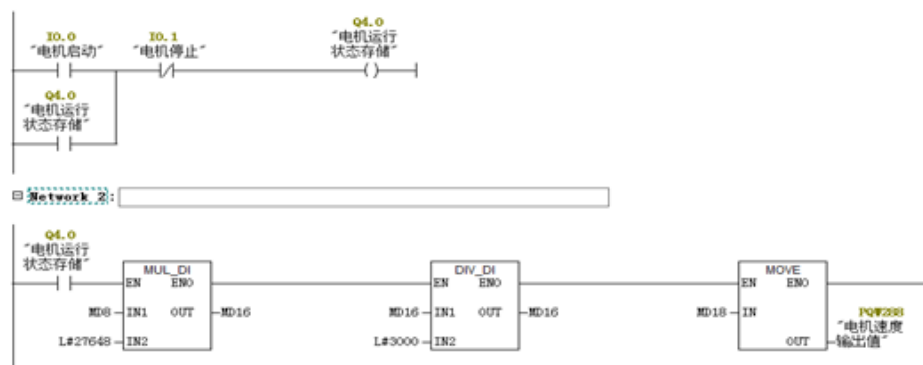 I0.0
"电机启动"
I0.1
"电机停止"
Q4.0
"电机运行
状态存储"
Q4.0
"电机运行
状态存储"
Network 2:
Q4.0
"电机运行
状态存储"
MUL_DI
EN ENO
MD8 IN1 OUT MD16
L#27648 IN2
DIV_DI
EN ENO
MD16 IN1 OUT MD16
L#3000 IN2
MOVE
EN ENO
MD18 IN
PQW288
"电机速度
OUT 输出值"